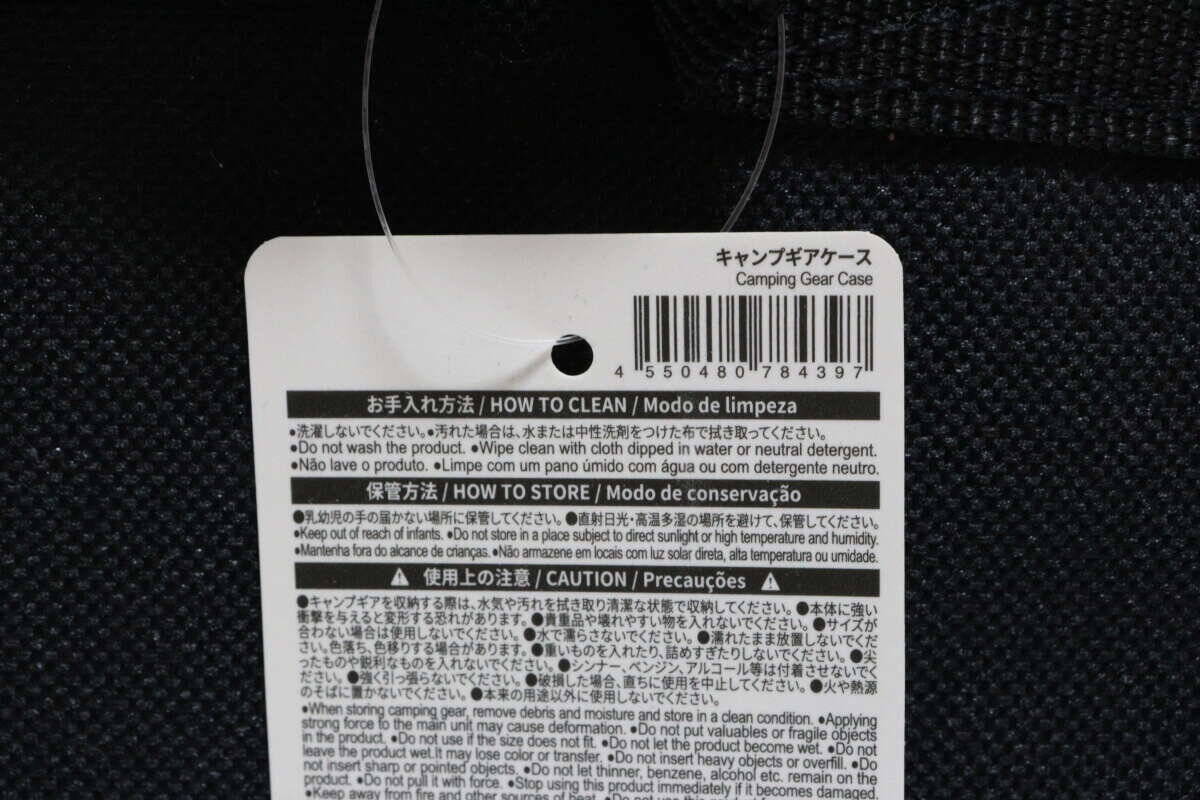 キャンプギアケース
Camping Gear Case
4 550480 784397
お手入れ方法 / HOW TO CLEAN / Modo de limpeza
●洗濯しないでください。●汚れた場合は、水または中性洗剤をつけた布で拭き取ってください。
●Do not wash the product. ●Wipe clean with cloth dipped in water or neutral detergent.
●Não lave o produto. ●Limpe com um pano úmido com água ou com detergente neutro.
保管方法 / HOW TO STORE / Modo de conservação
●乳幼児の手の届かない場所に保管してください。●直射日光・高温多湿の場所を避けて、保管してください。
●Keep out of reach of infants. ●Do not store in a place subject to direct sunlight or high temperature and humidity.
●Mantenha fora do alcance de crianças. ●Não armazene em locais com luz solar direta, alta temperatura ou umidade.
⚠ 使用上の注意 / CAUTION / Precauções ⚠
●キャンプギアを収納する際は、水気や汚れを拭き取り清潔な状態で収納してください。●本体に強い
衝撃を与えると変形する恐れがあります。●貴重品や壊れやすい物を入れないでください。●サイズが
合わない場合は使用しないでください。●水で濡らさないでください。●濡れたまま放置しないでくだ
さい。色落ち、色移りする場合があります。●重いものを入れたり、詰めすぎたりしないでください。●尖
ったものや鋭利なものを入れないでください。●シンナー、ベンジン、アルコール等は付着させないでく
ださい。●強く引っ張らないでください。●破損した場合、直ちに使用を中止してください。●火や熱源
のそばに置かないでください。●本来の用途以外に使用しないでください。
●When storing camping gear, remove debris and moisture and store in a clean condition. ●Applying
strong force to the main unit may cause deformation. ●Do not put valuables or fragile objects
in the product. ●Do not use if the size does not fit. ●Do not let the product become wet. ●Do not
leave the product wet.It may lose color or transfer. ●Do not insert heavy objects or overfill. ●Do
not insert sharp or pointed objects. ●Do not let thinner, benzene, alcohol etc. remain on the
product. ●Do not pull it with force. ●Stop using this product immediately if it becomes damaged.
●Keep away from fire and other sources of heat. ●Do not use this product for